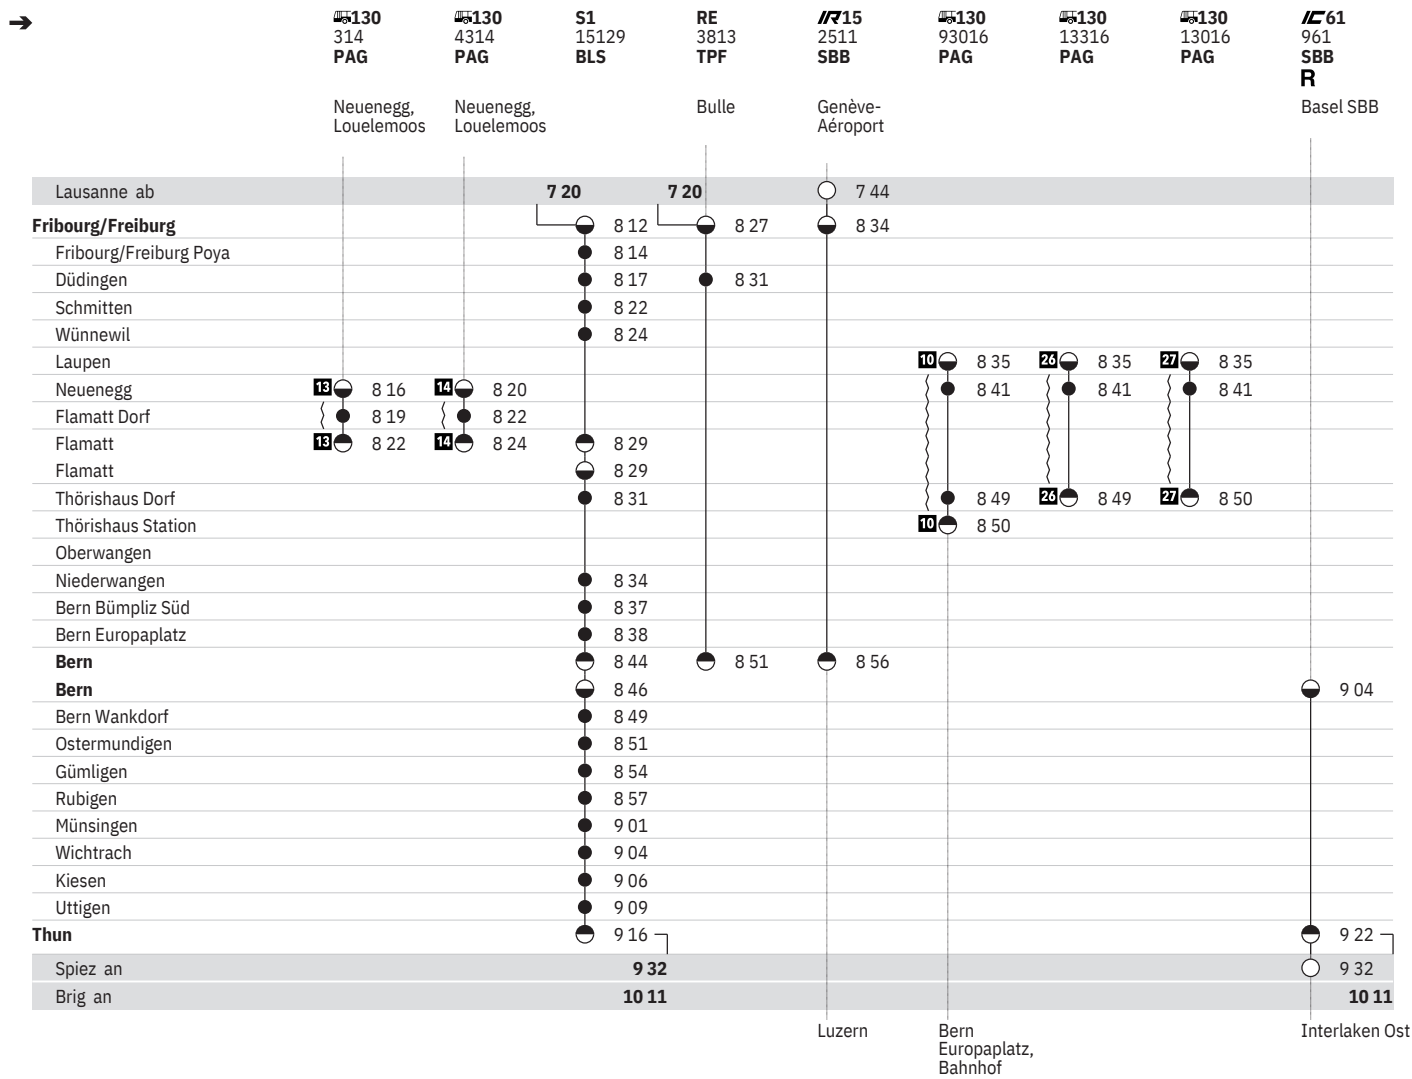 ➔ 130 130 S1 RE IR15 130 130 130 IC61
314 4314 15129 3813 2511 93016 13316 13016 961
PAG PAG BLS TPF SBB PAG PAG PAG SBB
R
Neuenegg, Neuenegg, Bulle Genève- Basel SBB
Louelemoos Louelemoos Aéroport
Lausanne ab 7 20 7 20 7 44
Fribourg/Freiburg 8 12 8 27 8 34
Fribourg/Freiburg Poya 8 14
Düdingen 8 17 8 31
Schmitten 8 22
Wünnewil 8 24
Laupen 10 8 35 26 8 35 27 8 35
Neuenegg 13 8 16 14 8 20 8 41 8 41 8 41
Flamatt Dorf 8 19 8 22
Flamatt 13 8 22 14 8 24 8 29
Flamatt 8 29
Thörishaus Dorf 8 31 8 49 26 8 49 27 8 50
Thörishaus Station 10 8 50
Oberwangen
Niederwangen 8 34
Bern Bümpliz Süd 8 37
Bern Europaplatz 8 38
Bern 8 44 8 51 8 56
Bern 8 46 9 04
Bern Wankdorf 8 49
Ostermundigen 8 51
Gümligen 8 54
Rubigen 8 57
Münsingen 9 01
Wichtrach 9 04
Kiesen 9 06
Uttigen 9 09
Thun 9 16 9 22
Spiez an 9 32 9 32
Brig an 10 11 10 11
Luzern Bern Interlaken Ost
Europaplatz,
Bahnhof